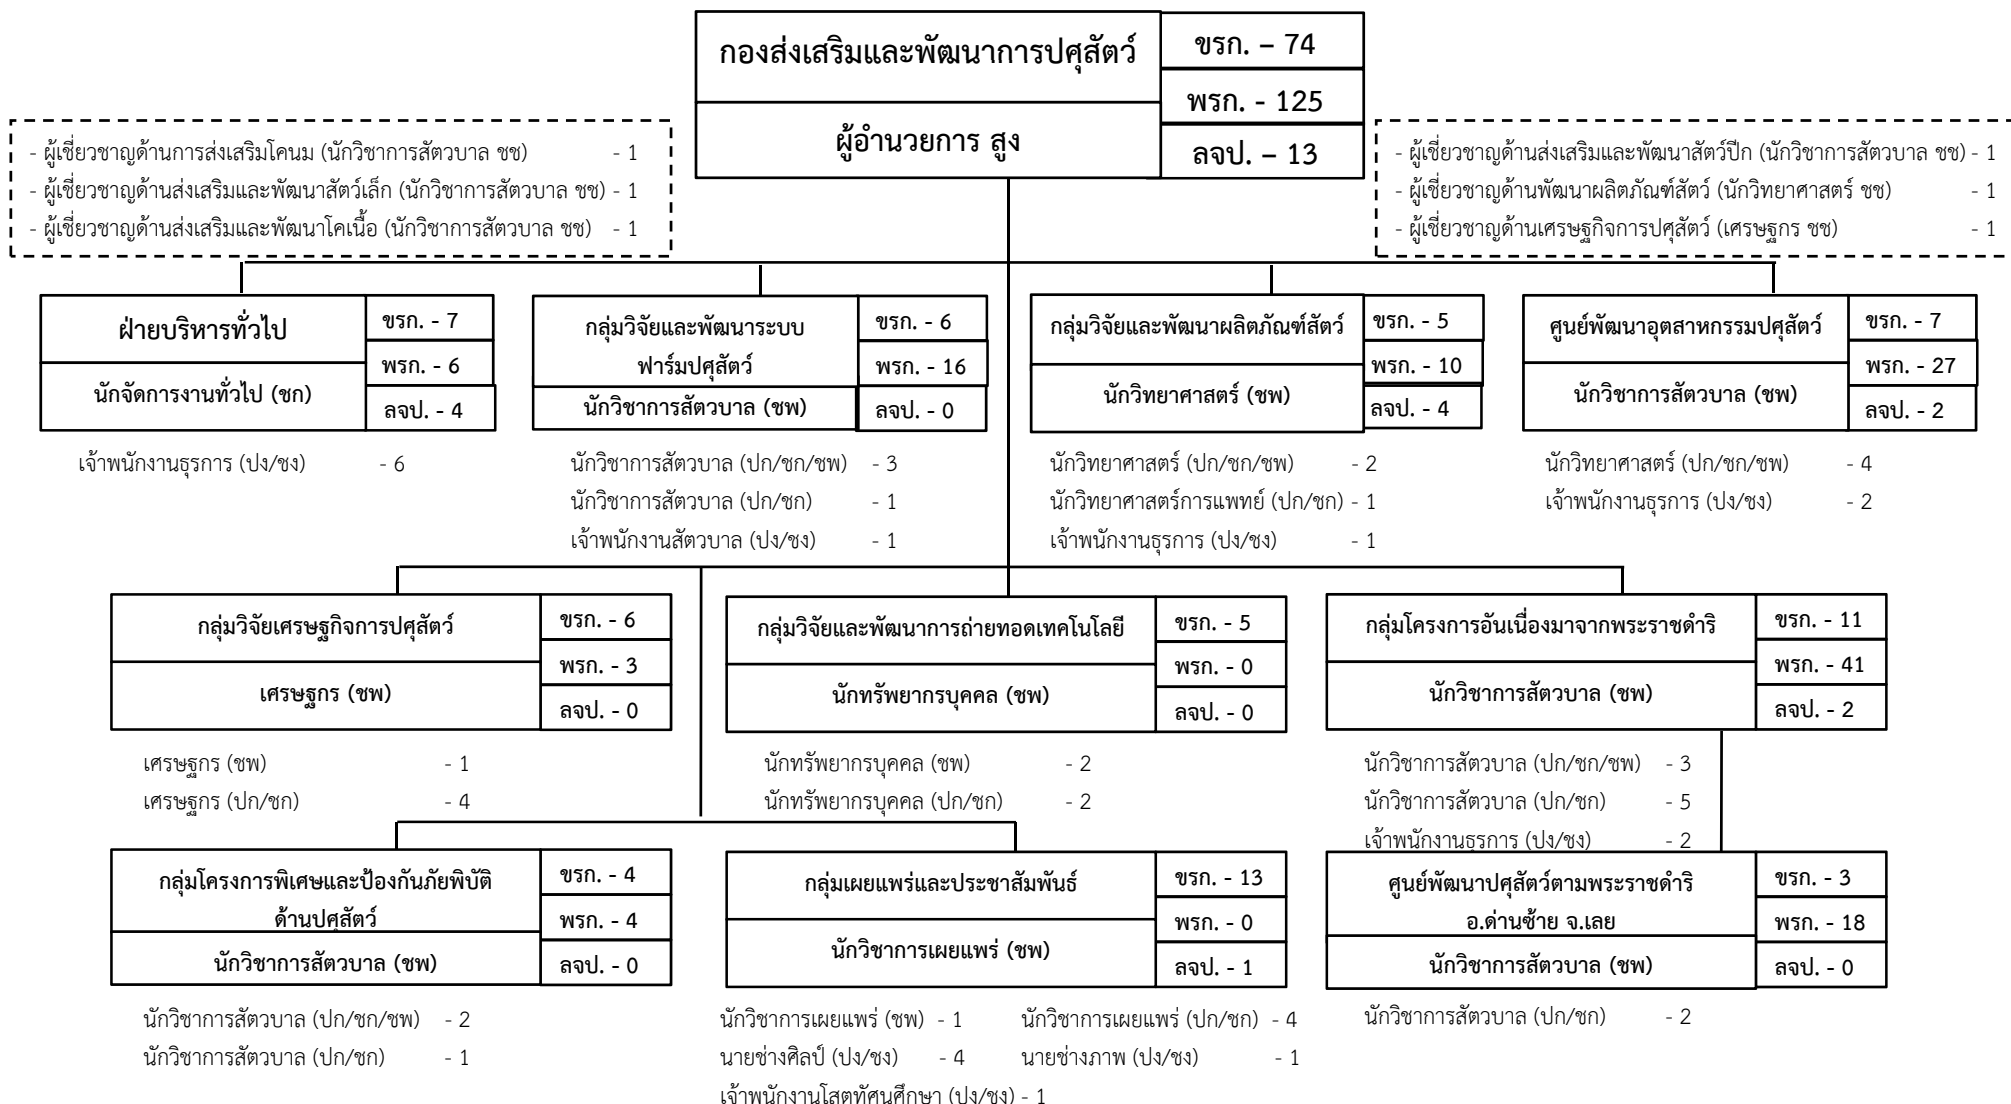 กองส่งเสริมและพัฒนาการปศุสัตว์
ผู้อำนวยการ สูง
ขรก. – 74
พรก. - 125
ลจป. – 13
- ผู้เชี่ยวชาญด้านการส่งเสริมโคนม (นักวิชาการสัตวบาล ชช) - 1
- ผู้เชี่ยวชาญด้านส่งเสริมและพัฒนาสัตว์เล็ก (นักวิชาการสัตวบาล ชช) - 1
- ผู้เชี่ยวชาญด้านส่งเสริมและพัฒนาโคเนื้อ (นักวิชาการสัตวบาล ชช) - 1
- ผู้เชี่ยวชาญด้านส่งเสริมและพัฒนาสัตว์ปีก (นักวิชาการสัตวบาล ชช) - 1
- ผู้เชี่ยวชาญด้านพัฒนาผลิตภัณฑ์สัตว์ (นักวิทยาศาสตร์ ชช) - 1
- ผู้เชี่ยวชาญด้านเศรษฐกิจการปศุสัตว์ (เศรษฐกร ชช) - 1
ฝ่ายบริหารทั่วไป
นักจัดการงานทั่วไป (ชก)
ขรก. - 7
พรก. - 6
ลจป. - 4
เจ้าพนักงานธุรการ (ปง/ชง) - 6
กลุ่มวิจัยและพัฒนาระบบ
ฟาร์มปศุสัตว์
นักวิชาการสัตวบาล (ชพ)
ขรก. - 6
พรก. - 16
ลจป. - 0
นักวิชาการสัตวบาล (ปก/ชก/ชพ) - 3
นักวิชาการสัตวบาล (ปก/ชก) - 1
เจ้าพนักงานสัตวบาล (ปง/ชง) - 1
กลุ่มวิจัยและพัฒนาผลิตภัณฑ์สัตว์
นักวิทยาศาสตร์ (ชพ)
ขรก. - 5
พรก. - 10
ลจป. - 4
นักวิทยาศาสตร์ (ปก/ชก/ชพ) - 2
นักวิทยาศาสตร์การแพทย์ (ปก/ชก) - 1
เจ้าพนักงานธุรการ (ปง/ชง) - 1
ศูนย์พัฒนาอุตสาหกรรมปศุสัตว์
นักวิชาการสัตวบาล (ชพ)
ขรก. - 7
พรก. - 27
ลจป. - 2
นักวิทยาศาสตร์ (ปก/ชก/ชพ) - 4
เจ้าพนักงานธุรการ (ปง/ชง) - 2
กลุ่มวิจัยเศรษฐกิจการปศุสัตว์
เศรษฐกร (ชพ)
ขรก. - 6
พรก. - 3
ลจป. - 0
เศรษฐกร (ชพ) - 1
เศรษฐกร (ปก/ชก) - 4
กลุ่มวิจัยและพัฒนาการถ่ายทอดเทคโนโลยี
นักทรัพยากรบุคคล (ชพ)
ขรก. - 5
พรก. - 0
ลจป. - 0
นักทรัพยากรบุคคล (ชพ) - 2
นักทรัพยากรบุคคล (ปก/ชก) - 2
กลุ่มโครงการอันเนื่องมาจากพระราชดำริ
นักวิชาการสัตวบาล (ชพ)
ขรก. - 11
พรก. - 41
ลจป. - 2
นักวิชาการสัตวบาล (ปก/ชก/ชพ) - 3
นักวิชาการสัตวบาล (ปก/ชก) - 5
เจ้าพนักงานธุรการ (ปง/ชง) - 2
กลุ่มโครงการพิเศษและป้องกันภัยพิบัติ
ด้านปศุสัตว์
นักวิชาการสัตวบาล (ชพ)
ขรก. - 4
พรก. - 4
ลจป. - 0
นักวิชาการสัตวบาล (ปก/ชก/ชพ) - 2
นักวิชาการสัตวบาล (ปก/ชก) - 1
กลุ่มเผยแพร่และประชาสัมพันธ์
นักวิชาการเผยแพร่ (ชพ)
ขรก. - 13
พรก. - 0
ลจป. - 1
นักวิชาการเผยแพร่ (ชพ) - 1 นักวิชาการเผยแพร่ (ปก/ชก) - 4
นายช่างศิลป์ (ปง/ชง) - 4 นายช่างภาพ (ปง/ชง) - 1
เจ้าพนักงานโสตทัศนศึกษา (ปง/ชง) - 1
ศูนย์พัฒนาปศุสัตว์ตามพระราชดำริ
อ.ด่านซ้าย จ.เลย
นักวิชาการสัตวบาล (ชพ)
ขรก. - 3
พรก. - 18
ลจป. - 0
นักวิชาการสัตวบาล (ปก/ชก) - 2